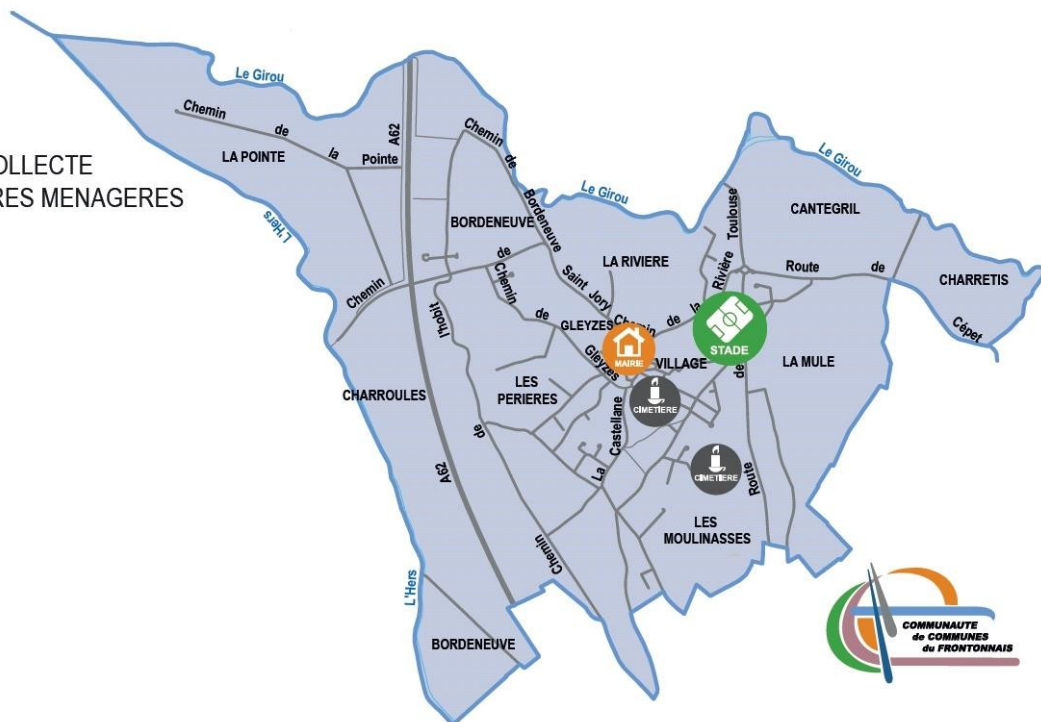 OLLECTE
RES MENAGERES
Le Girou
Chemin de la Pointe
LA POINTE
A62
L'Hers
Chemin de Bordeneuve
BORDENEUVE
Le Girou
LA RIVIERE
Chemin de Saint Jory
Chemin de Gleyzes
GLEYZES
Chemin de la Rivière
Toulouse
CANTEGRIL
Le Girou
Route de Cépet
CHARRETIS
STADE
MAIRIE
VILLAGE
de
LA MULE
CHARROULES
l'hobit
de
Chemin
LES
PERIERES
CIMETIERE
La Castellane
CIMETIERE
Route
A62
LES
MOULINASSES
L'Hers
BORDENEUVE
COMMUNAUTE
de COMMUNES
du FRONTONNAIS